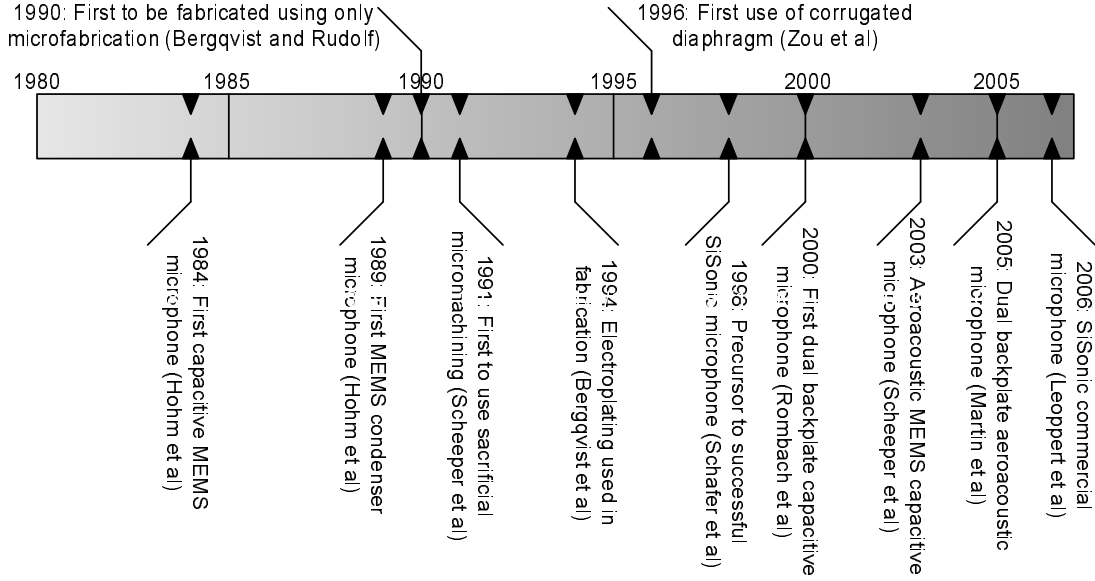 1990: First to be fabricated using only
microfabrication (Bergqvist and Rudolf)
1996: First use of corrugated
diaphragm (Zou et al)
1980
1985
1990
1995
2000
2005
1984: First capacitive MEMS
microphone (Hohm et al)
1989: First MEMS condenser
microphone (Hohm et al)
1991: First to use sacrificial
micromachining (Scheeper et al)
1994: Electroplating used in
fabrication (Bergqvist et al)
1998: Precursor to successful
SiSonic microphone (Schafer et al)
2000: First dual backplate capacitive
microphone (Rombach et al)
2003: Aeroacoustic MEMS capacitive
microphone (Scheeper et al)
2005: Dual backplate aeroacoustic
microphone (Martin et al)
2006: SiSonic commercial
microphone (Leoppert et al)